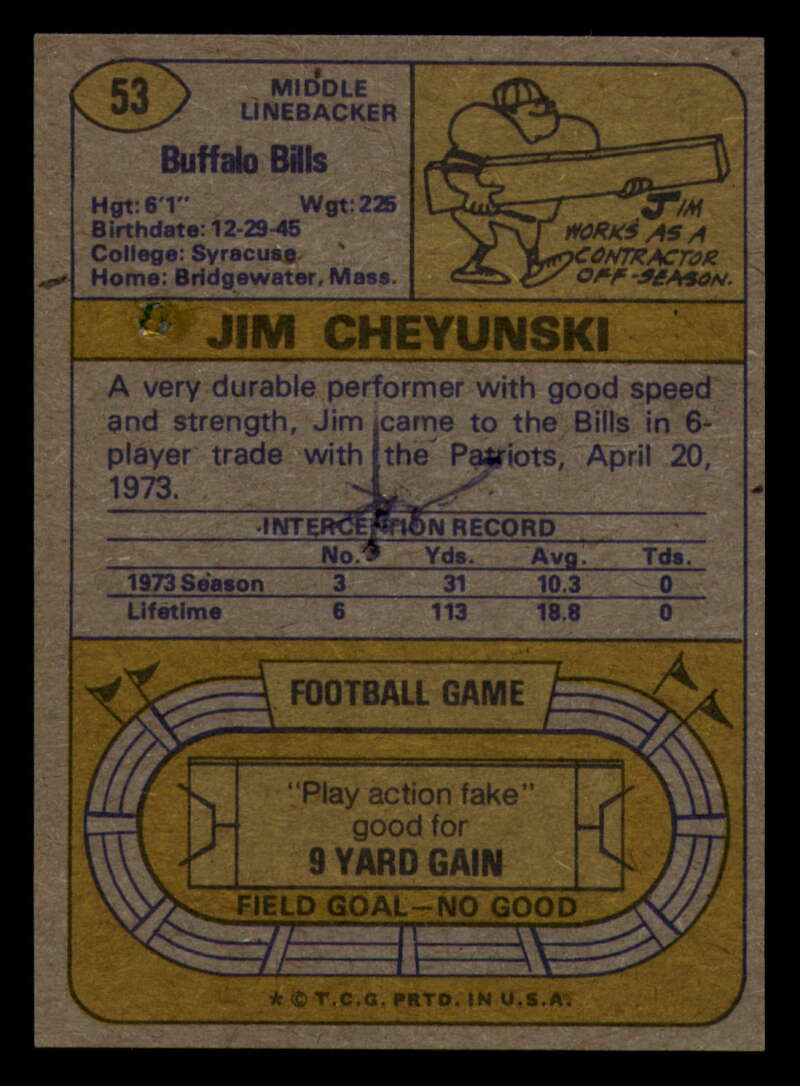 53
MIDDLE
LINEBACKER
Buffalo Bills
Hgt: 6'1" Wgt: 225
Birthdate: 12-29-45
College: Syracuse
Home: Bridgewater, Mass.
JIM
WORKS AS A
CONTRACTOR
OFF-SEASON.
JIM CHEYUNSKI
A very durable performer with good speed
and strength, Jim came to the Bills in 6-
player trade with the Patriots, April 20,
1973.
INTERCEPTION RECORD
No. Yds. Avg. Tds.
1973 Season 3 31 10.3 0
Lifetime 6 113 18.8 0
FOOTBALL GAME
"Play action fake"
good for
9 YARD GAIN
FIELD GOAL—NO GOOD
* © T.C.G. PRTD. IN U.S.A.